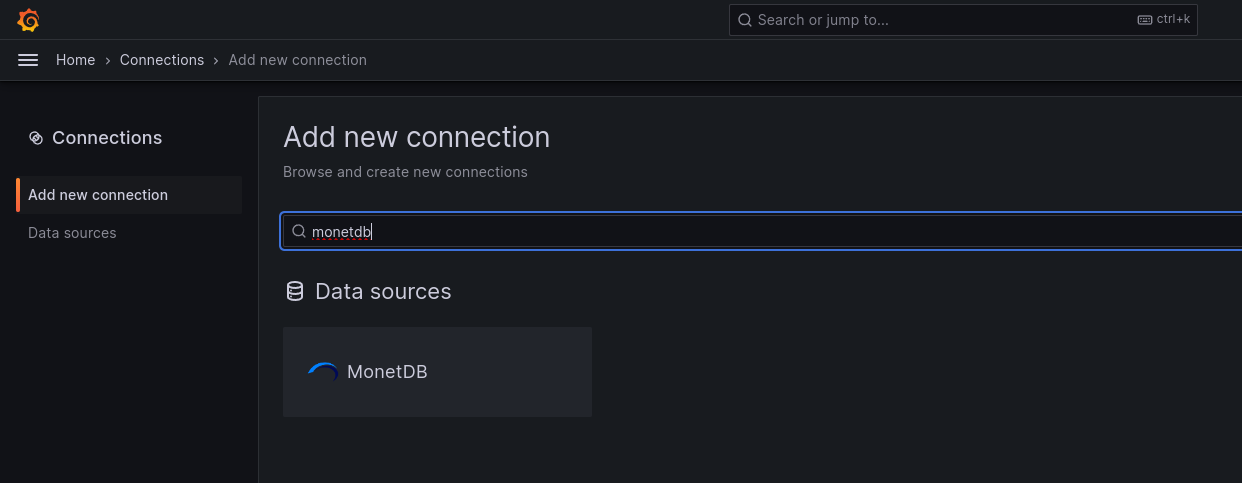 Search or jump to...
ctrl+k
Home › Connections › Add new connection
Connections
Add new connection
Data sources
Add new connection
Browse and create new connections
monetdb
Data sources
MonetDB